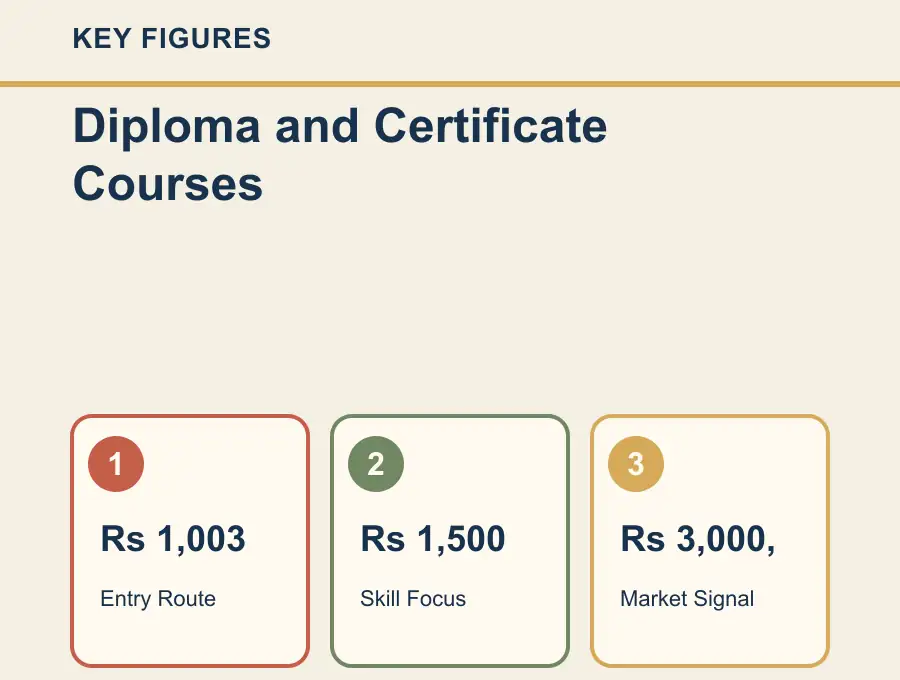 KEY FIGURES
Diploma and Certificate
Courses
1
2
3
Rs 1,003
Rs 1,500
Rs 3,000,
Entry Route
Skill Focus
Market Signal